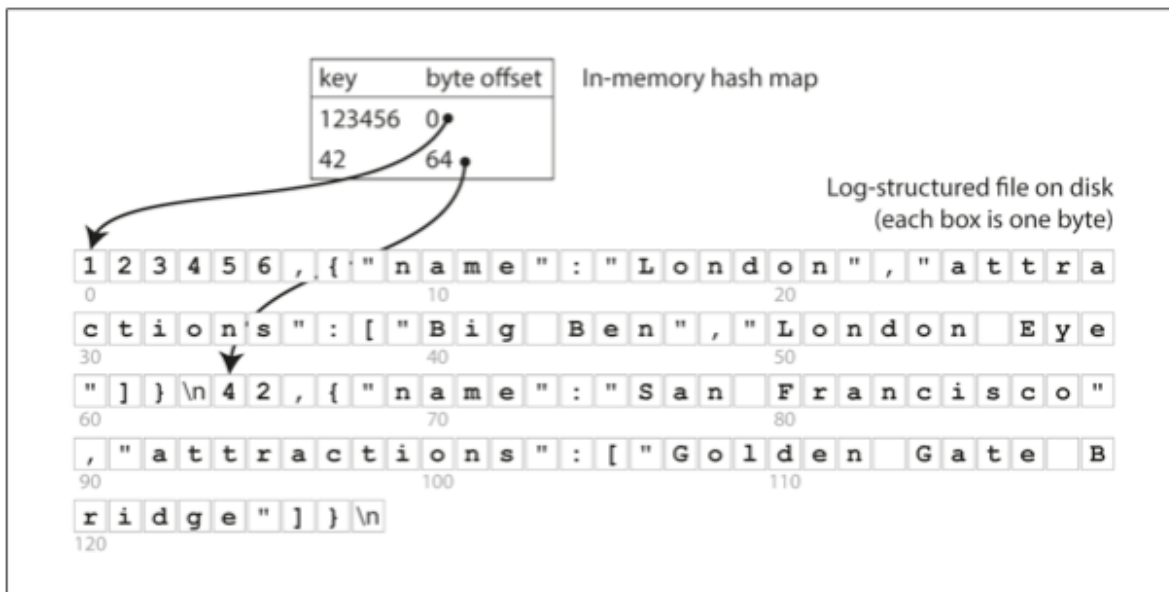 key byte offset In-memory hash map
123456 0
42 64
Log-structured file on disk
(each box is one byte)
123456,{"name":"London","attra
0 10 20
ctions":["Big Ben","London Eye
30 40 50
"]}\n42,{"name":"San Francisco"
60 70 80
,"attractions":["Golden Gate B
90 100 110
ridge"]}\n
120